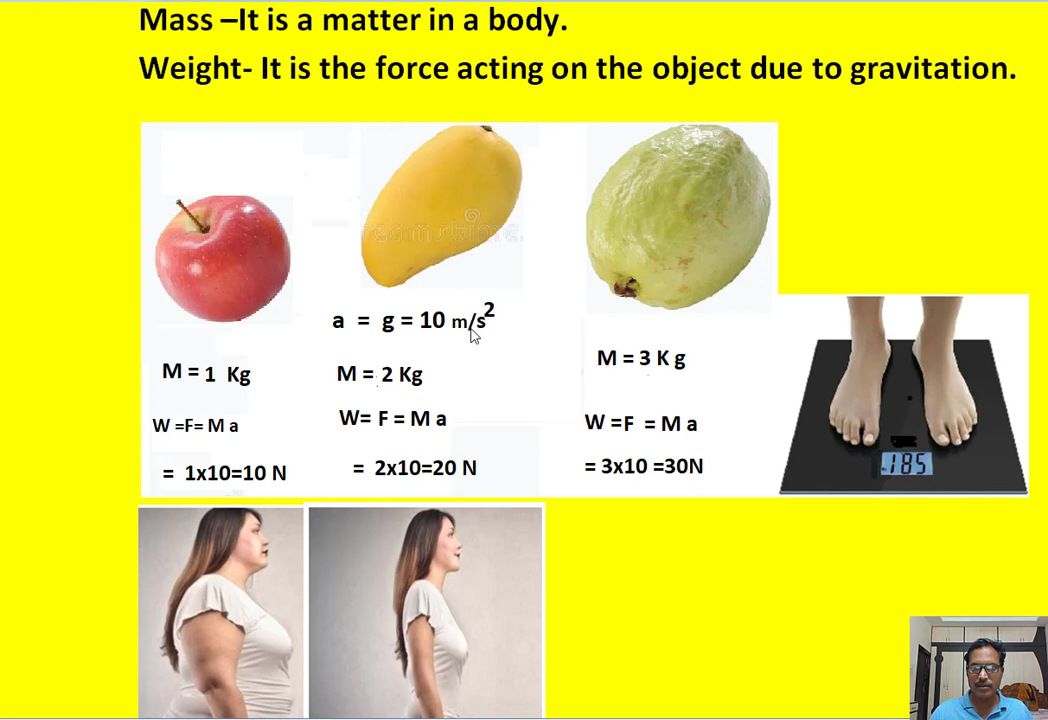 Mass –It is a matter in a body.
Weight- It is the force acting on the object due to gravitation.
a = g = 10 m/s²
M = 1 Kg
W =F= M a
= 1x10=10 N
M = 2 Kg
W= F = M a
= 2x10=20 N
M = 3 K g
W =F = M a
= 3x10 =30N
185